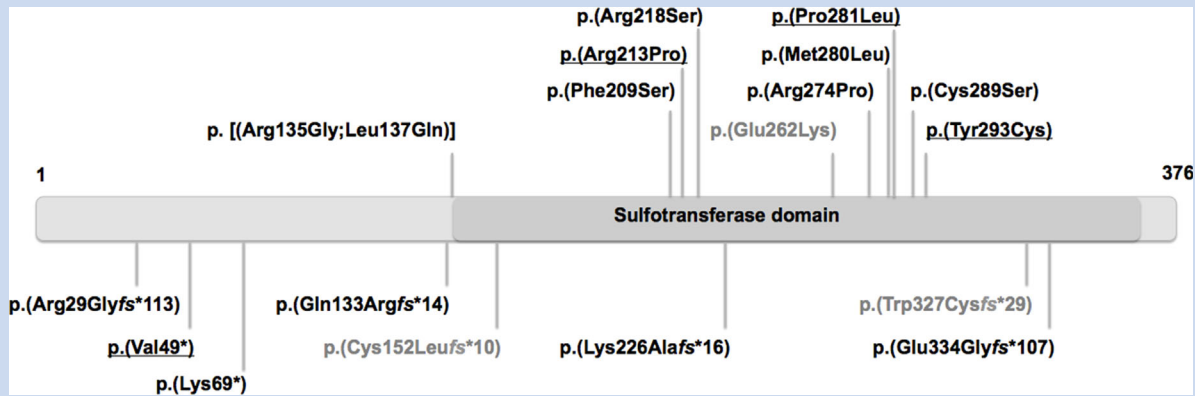 p.(Arg218Ser) p.(Pro281Leu)
p.(Arg213Pro) p.(Met280Leu)
p.(Phe209Ser) p.(Arg274Pro) p.(Cys289Ser)
p. [(Arg135Gly;Leu137Gln)] p.(Glu262Lys) p.(Tyr293Cys)
1 376
Sulfotransferase domain
p.(Arg29Glyfs*113) p.(Gln133Argfs*14) p.(Trp327Cysfs*29)
p.(Val49*) p.(Cys152Leufs*10) p.(Lys226Alafs*16) p.(Glu334Glyfs*107)
p.(Lys69*)